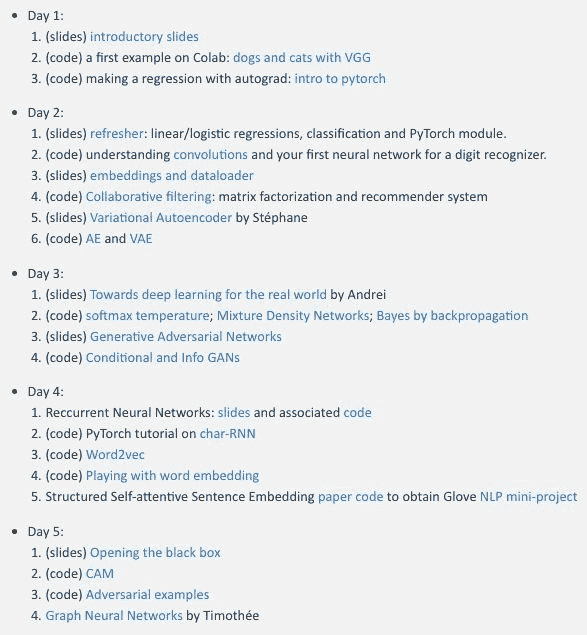 Day 1:
1. (slides) introductory slides
2. (code) a first example on Colab: dogs and cats with VGG
3. (code) making a regression with autograd: intro to pytorch
Day 2:
1. (slides) refresher: linear/logistic regressions, classification and PyTorch module.
2. (code) understanding convolutions and your first neural network for a digit recognizer.
3. (slides) embeddings and dataloader
4. (code) Collaborative filtering: matrix factorization and recommender system
5. (slides) Variational Autoencoder by Stéphane
6. (code) AE and VAE
Day 3:
1. (slides) Towards deep learning for the real world by Andrei
2. (code) softmax temperature; Mixture Density Networks; Bayes by backpropagation
3. (slides) Generative Adversarial Networks
4. (code) Conditional and Info GANs
Day 4:
1. Reccurrent Neural Networks: slides and associated code
2. (code) PyTorch tutorial on char-RNN
3. (code) Word2vec
4. (code) Playing with word embedding
5. Structured Self-attentive Sentence Embedding paper code to obtain Glove NLP mini-project
Day 5:
1. (slides) Opening the black box
2. (code) CAM
3. (code) Adversarial examples
4. Graph Neural Networks by Timothée